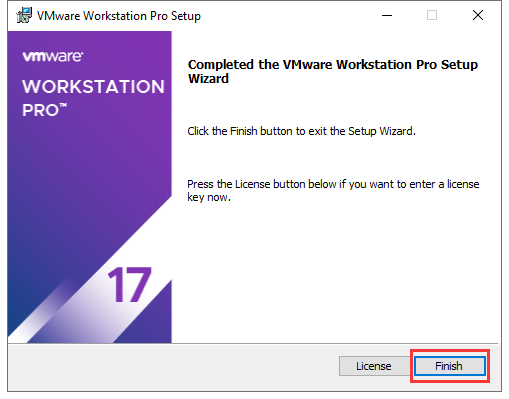 VMware Workstation Pro Setup
vmware®
WORKSTATION
PRO™
17
Completed the VMware Workstation Pro Setup
Wizard
Click the Finish button to exit the Setup Wizard.
Press the License button below if you want to enter a license
key now.
License
Finish